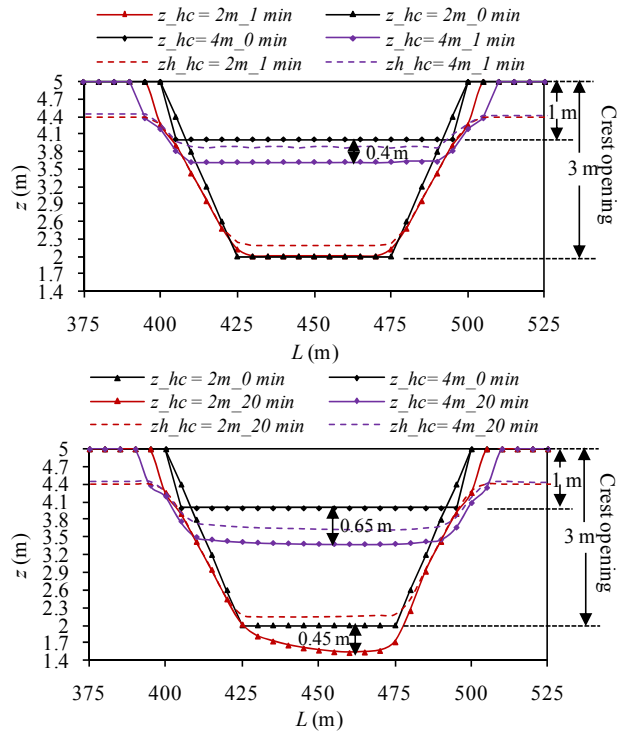 z_hc = 2m_1 min z_hc = 2m_0 min
z_hc = 4m_0 min z_hc = 4m_1 min
zh_hc = 2m_1 min zh_hc = 4m_1 min
5
4.7
4.4
4.1
3.8
3.5
3.2
2.9
2.6
2.3
2
1.7
1.4
z (m)
0.4 m
1 m
3 m
Crest opening
375 400 425 450 475 500 525
L (m)
z_hc = 2m_0 min z_hc= 4m_0 min
z_hc = 2m_20 min z_hc= 4m_20 min
zh_hc = 2m_20 min zh_hc= 4m_20 min
5
4.7
4.4
4.1
3.8
3.5
3.2
2.9
2.6
2.3
2
1.7
1.4
z (m)
0.65 m
0.45 m
1 m
3 m
Crest opening
375 400 425 450 475 500 525
L (m)